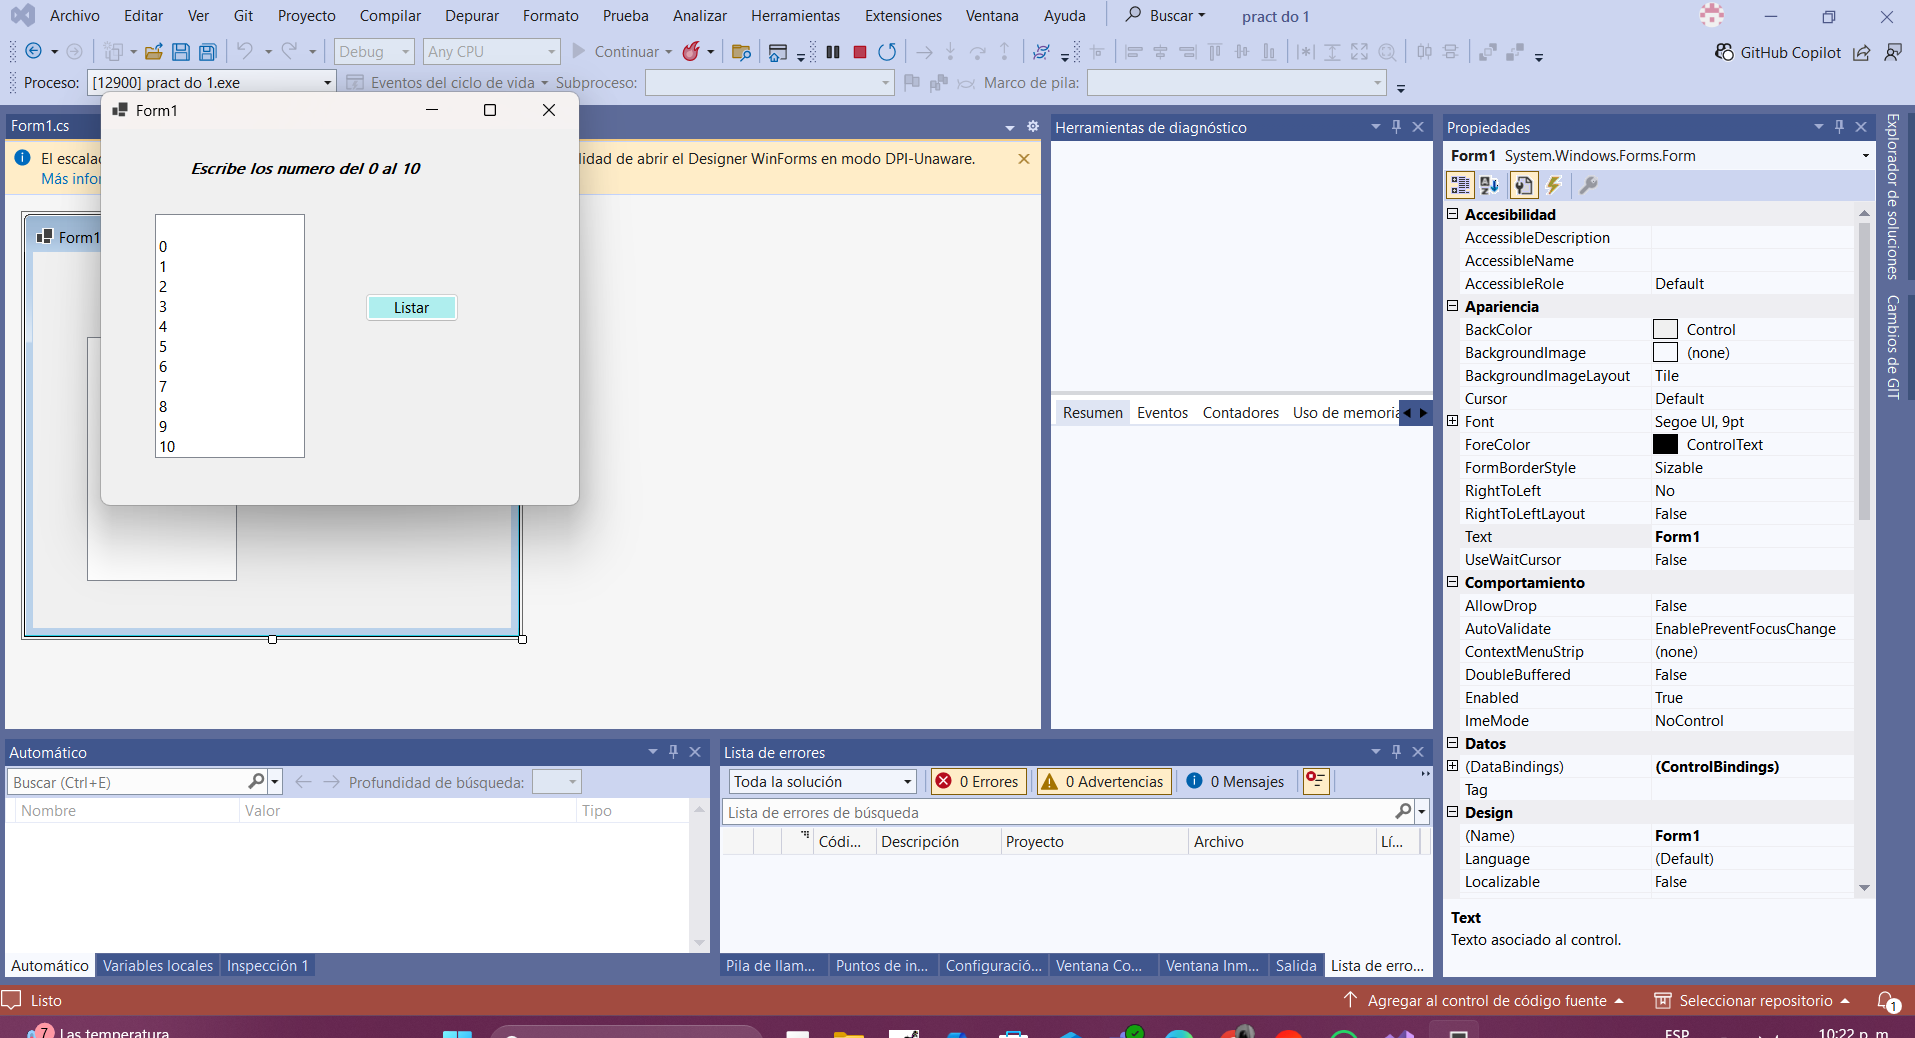 Archivo Editar Ver Git Proyecto Compilar Depurar Formato Prueba Analizar Herramientas Extensiones Ventana Ayuda Buscar pract do 1
Debug Any CPU Continuar GitHub Copilot
Proceso: [12900] pract do 1.exe Eventos del ciclo de vida Subproceso: Marco de pila:
Form1
Escribe los numero del 0 al 10
0
1
2
3
4
5
6
7
8
9
10
Listar
Form1.cs
El escalad
lidad de abrir el Designer WinForms en modo DPI-Unaware.
Más infor
Form1
Herramientas de diagnóstico
Resumen Eventos Contadores Uso de memoria
Propiedades
Form1 System.Windows.Forms.Form
Accesibilidad
AccessibleDescription
AccessibleName
AccessibleRole Default
Apariencia
BackColor Control
BackgroundImage (none)
BackgroundImageLayout Tile
Cursor Default
Font Segoe UI, 9pt
ForeColor ControlText
FormBorderStyle Sizable
RightToLeft No
RightToLeftLayout False
Text Form1
UseWaitCursor False
Comportamiento
AllowDrop False
AutoValidate EnablePreventFocusChange
ContextMenuStrip (none)
DoubleBuffered False
Enabled True
ImeMode NoControl
Datos
(DataBindings) (ControlBindings)
Tag
Design
(Name) Form1
Language (Default)
Localizable False
Text
Texto asociado al control.
Explorador de soluciones
Cambios de GIT
Automático
Buscar (Ctrl+E) Profundidad de búsqueda:
Nombre Valor Tipo
Automático Variables locales Inspección 1
Lista de errores
Toda la solución 0 Errores 0 Advertencias 0 Mensajes
Lista de errores de búsqueda
Códi... Descripción Proyecto Archivo Lí...
Pila de llam... Puntos de in... Configuració... Ventana Co... Ventana Inm... Salida Lista de erro...
Listo Agregar al control de código fuente Seleccionar repositorio 1
7 Las temperatura
ESP 10:22 p. m.